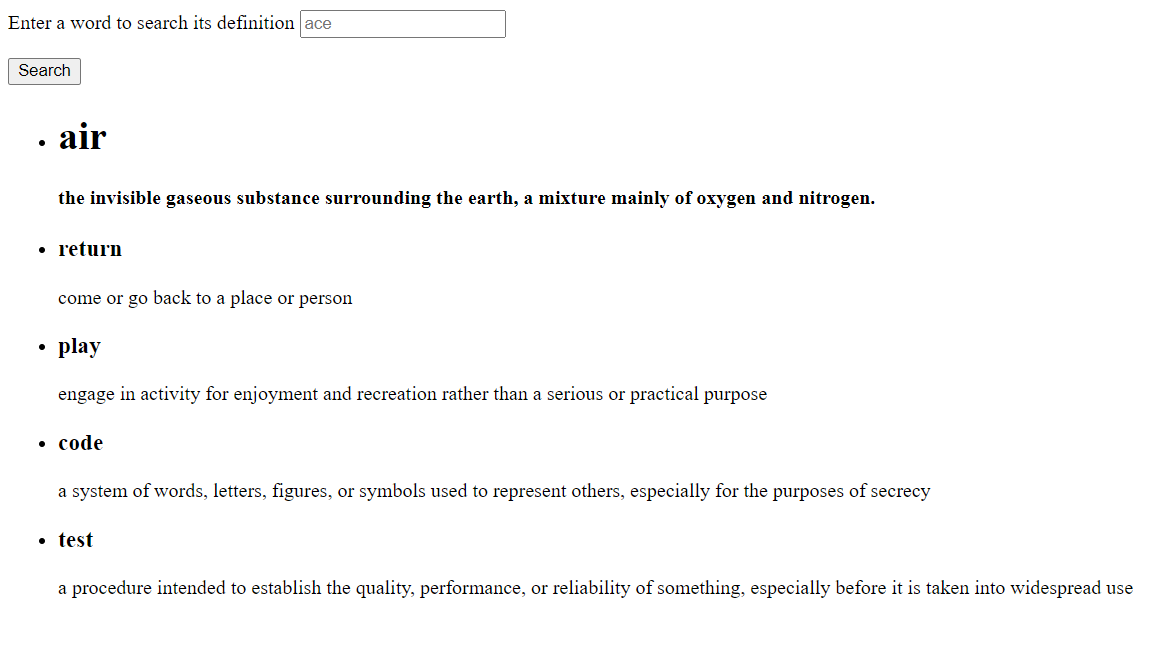 Enter a word to search its definition ace
Search
air
the invisible gaseous substance surrounding the earth, a mixture mainly of oxygen and nitrogen.
return
come or go back to a place or person
play
engage in activity for enjoyment and recreation rather than a serious or practical purpose
code
a system of words, letters, figures, or symbols used to represent others, especially for the purposes of secrecy
test
a procedure intended to establish the quality, performance, or reliability of something, especially before it is taken into widespread use